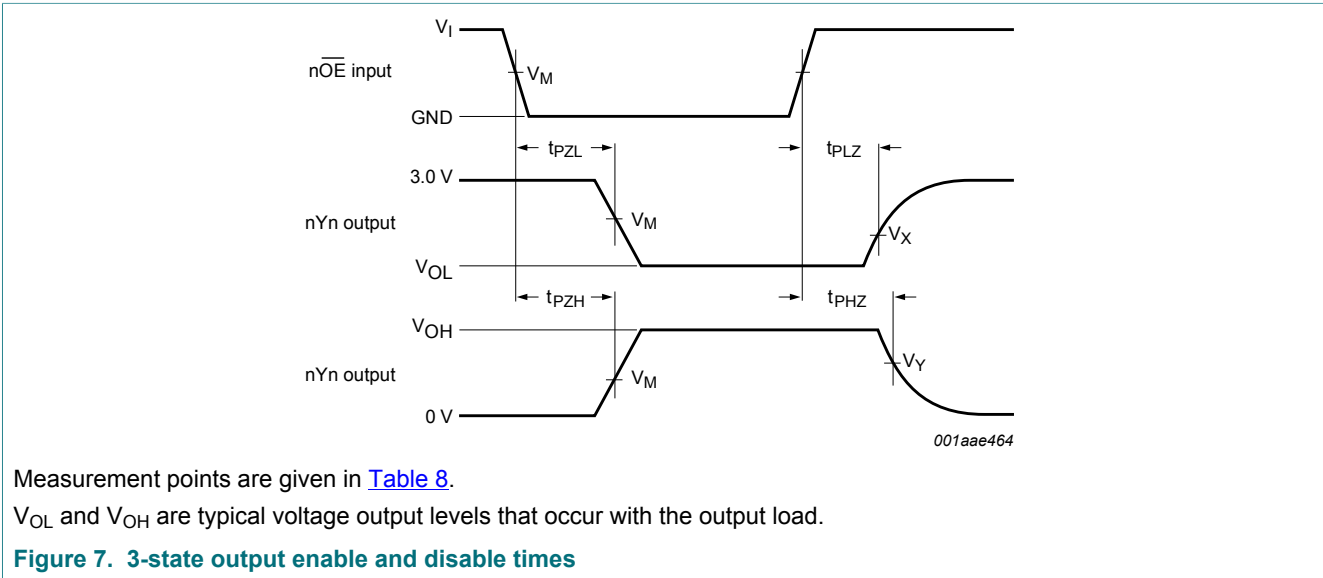 VI
nOE input
VM
GND
tPZL
tPLZ
3.0 V
nYn output
VM
VX
VOL
tPZH
tPHZ
VOH
nYn output
VM
VY
0 V
001aae464
Measurement points are given in Table 8.
VOL and VOH are typical voltage output levels that occur with the output load.
Figure 7. 3-state output enable and disable times